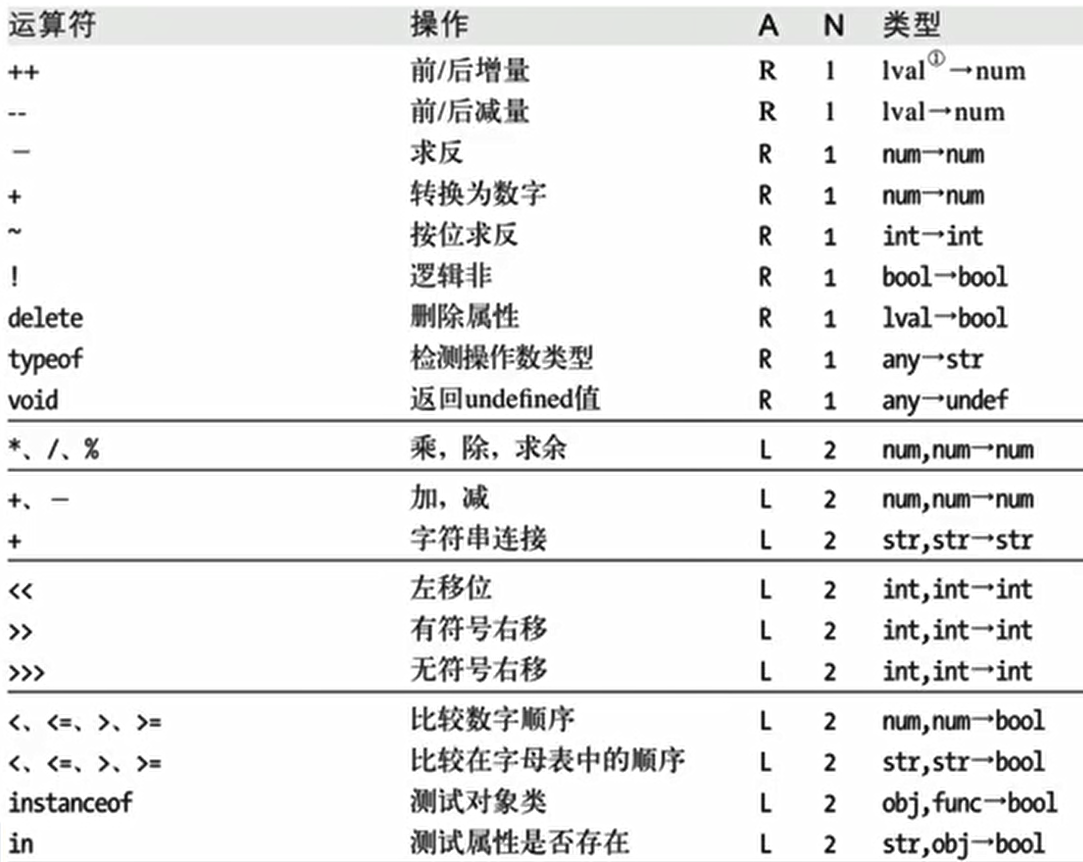 运算符 操作 A N 类型
++ 前/后增量 R 1 lval①→num
-- 前/后减量 R 1 lval→num
— 求反 R 1 num→num
+ 转换为数字 R 1 num→num
~ 按位求反 R 1 int→int
! 逻辑非 R 1 bool→bool
delete 删除属性 R 1 lval→bool
typeof 检测操作数类型 R 1 any→str
void 返回undefined值 R 1 any→undef
*、/、% 乘，除，求余 L 2 num,num→num
+、— 加，减 L 2 num,num→num
+ 字符串连接 L 2 str,str→str
<< 左移位 L 2 int,int→int
>> 有符号右移 L 2 int,int→int
>>> 无符号右移 L 2 int,int→int
<、<=、>、>= 比较数字顺序 L 2 num,num→bool
<、<=、>、>= 比较在字母表中的顺序 L 2 str,str→bool
instanceof 测试对象类 L 2 obj,func→bool
in 测试属性是否存在 L 2 str,obj→bool